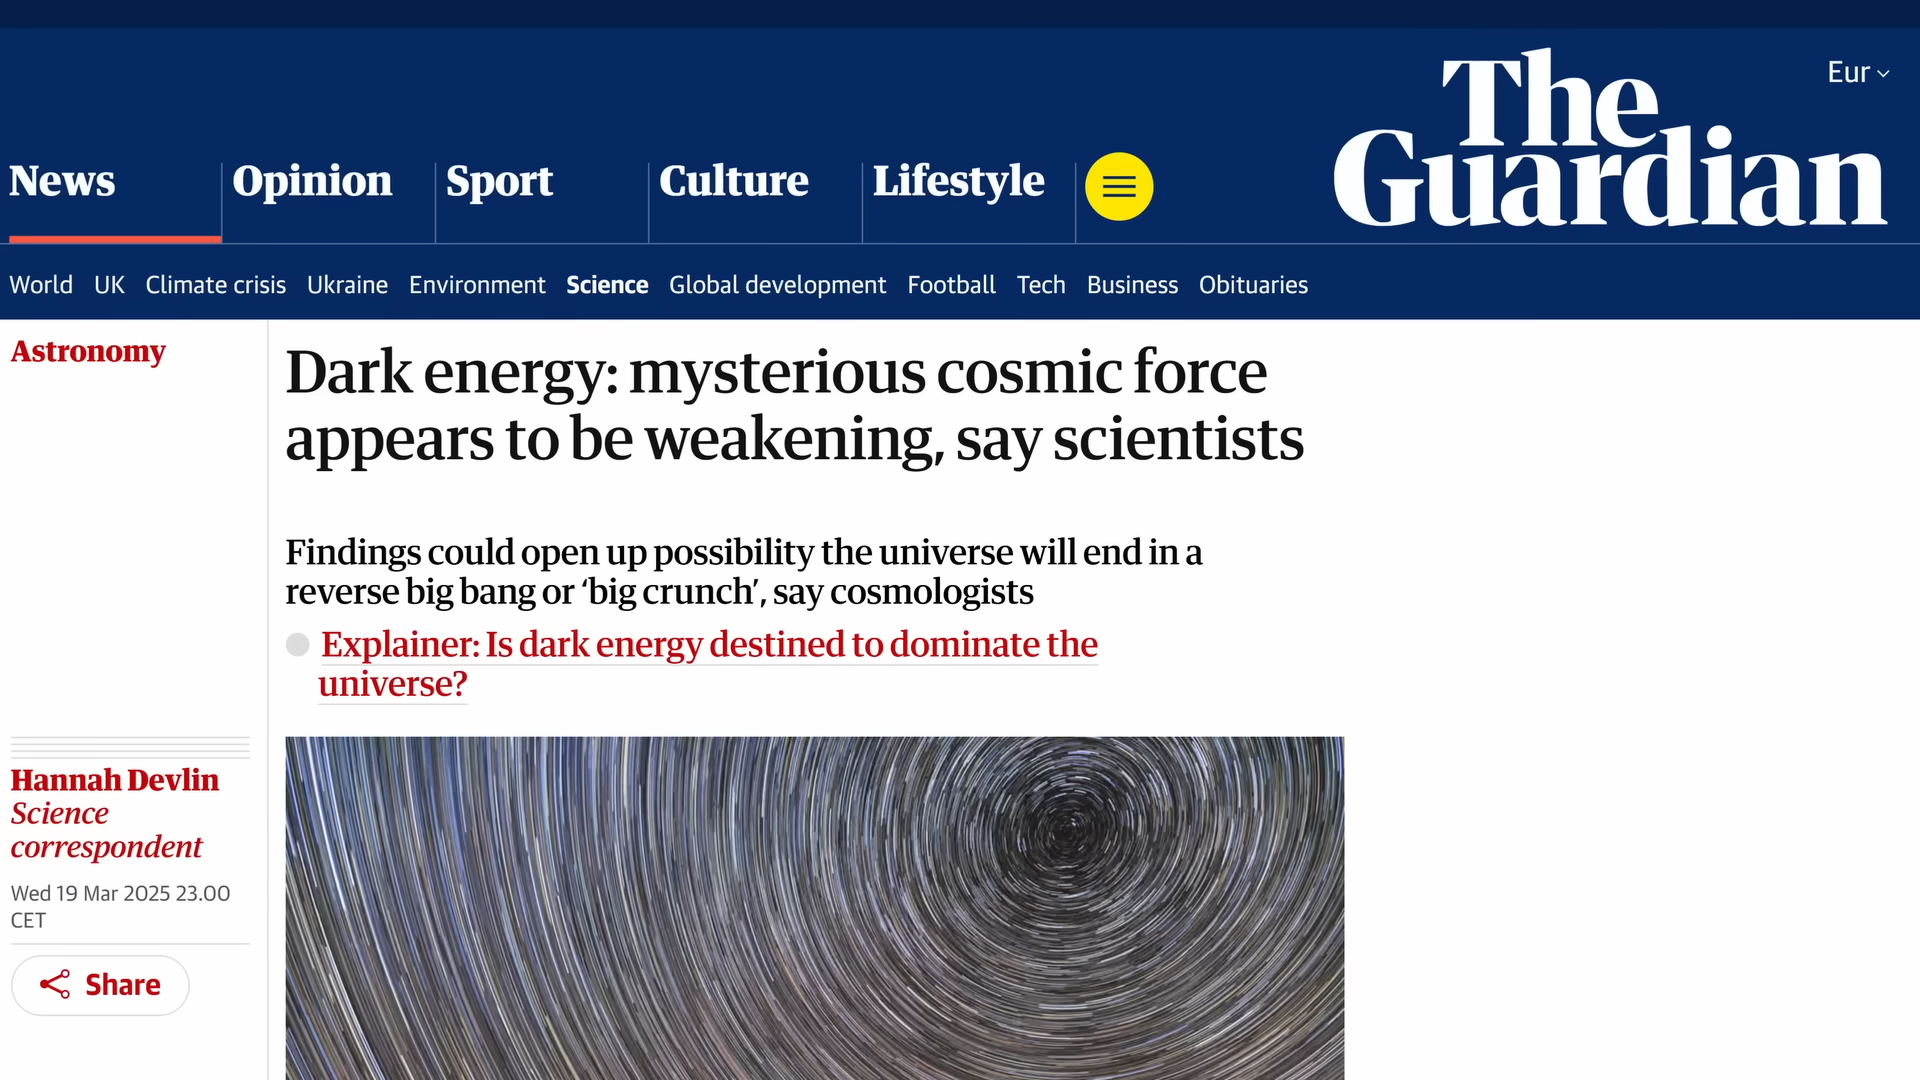 The
Guardian
Eur
News
Opinion
Sport
Culture
Lifestyle
World UK Climate crisis Ukraine Environment Science Global development Football Tech Business Obituaries
Astronomy
Dark energy: mysterious cosmic force
appears to be weakening, say scientists
Findings could open up possibility the universe will end in a
reverse big bang or ‘big crunch’, say cosmologists
Explainer: Is dark energy destined to dominate the
universe?
Hannah Devlin
Science
correspondent
Wed 19 Mar 2025 23.00
CET
Share